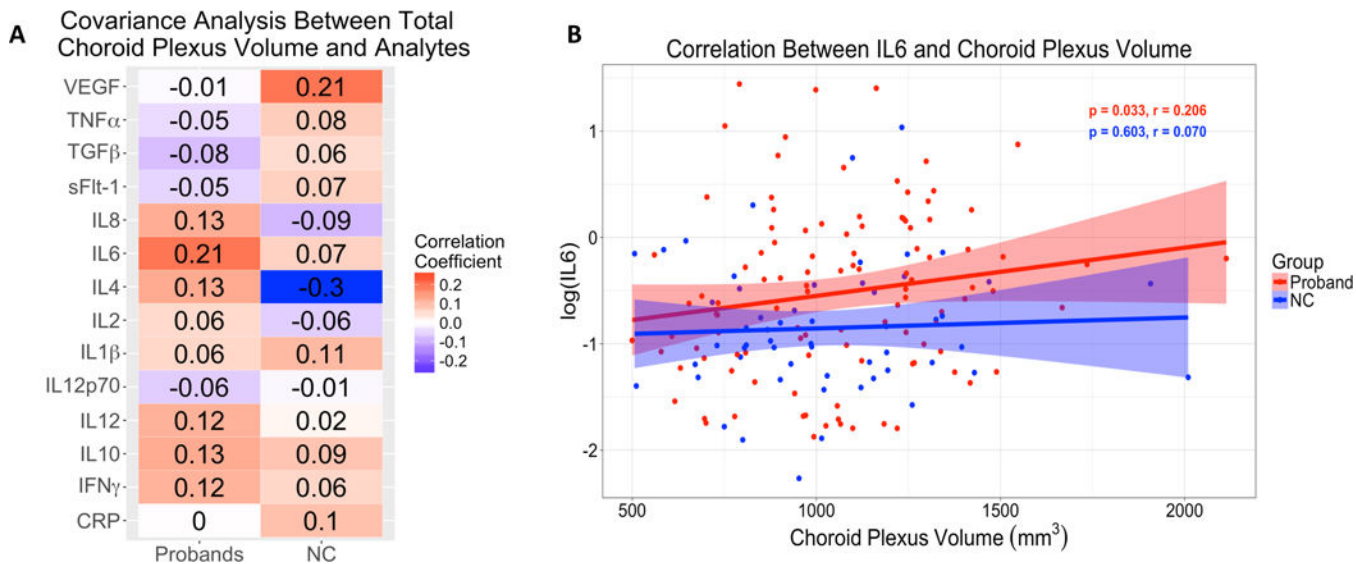 A
Covariance Analysis Between Total
Choroid Plexus Volume and Analytes
VEGF -0.01 0.21
TNFα -0.05 0.08
TGFβ -0.08 0.06
sFlt-1 -0.05 0.07
IL8 0.13 -0.09
IL6 0.21 0.07
IL4 0.13 -0.3
IL2 0.06 -0.06
IL1β 0.06 0.11
IL12p70 -0.06 -0.01
IL12 0.12 0.02
IL10 0.13 0.09
IFNγ 0.12 0.06
CRP 0 0.1
Probands NC
Correlation
Coefficient
0.2
0.1
0.0
-0.1
-0.2
B
Correlation Between IL6 and Choroid Plexus Volume
p = 0.033, r = 0.206
p = 0.603, r = 0.070
log(IL6)
1
0
-1
-2
500 1000 1500 2000
Choroid Plexus Volume (mm³)
Group
Proband
NC